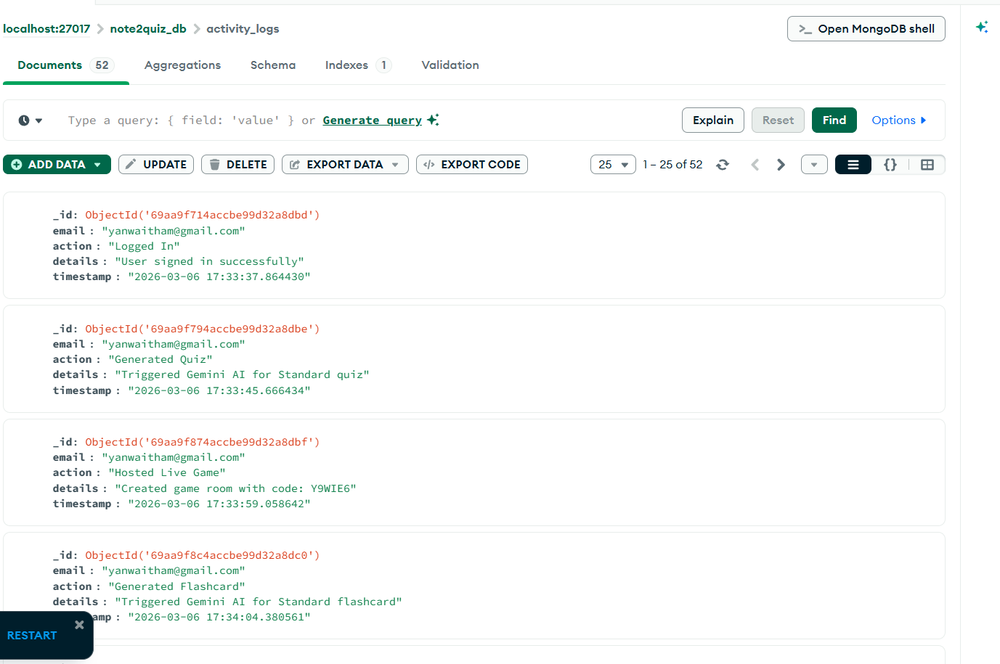 localhost:27017 > note2quiz_db > activity_logs
>_ Open MongoDB shell
Documents 52 Aggregations Schema Indexes 1 Validation
Type a query: { field: 'value' } or Generate query
Explain Reset Find Options
ADD DATA UPDATE DELETE EXPORT DATA </> EXPORT CODE 25 1 – 25 of 52 {}
_id: ObjectId('69aa9f714accbe99d32a8dbd')
email : "yanwaitham@gmail.com"
action : "Logged In"
details : "User signed in successfully"
timestamp : "2026-03-06 17:33:37.864430"
_id: ObjectId('69aa9f794accbe99d32a8dbe')
email : "yanwaitham@gmail.com"
action : "Generated Quiz"
details : "Triggered Gemini AI for Standard quiz"
timestamp : "2026-03-06 17:33:45.666434"
_id: ObjectId('69aa9f874accbe99d32a8dbf')
email : "yanwaitham@gmail.com"
action : "Hosted Live Game"
details : "Created game room with code: Y9WIE6"
timestamp : "2026-03-06 17:33:59.058642"
_id: ObjectId('69aa9f8c4accbe99d32a8dc0')
email : "yanwaitham@gmail.com"
action : "Generated Flashcard"
details : "Triggered Gemini AI for Standard flashcard"
amp : "2026-03-06 17:34:04.380561"
RESTART